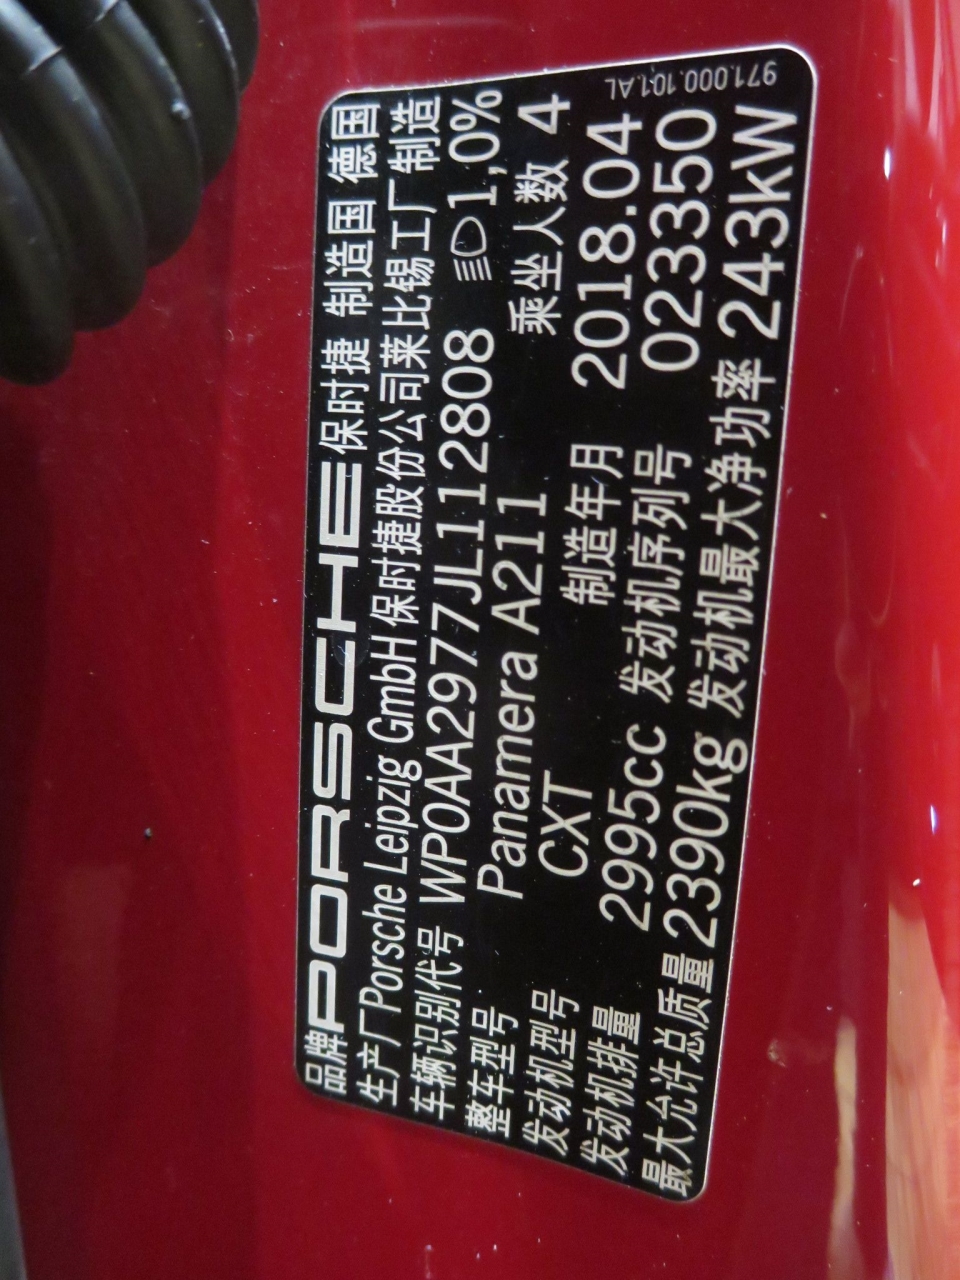 品牌 PORSCHE 保时捷 制造国 德国
生产厂 Porsche Leipzig GmbH 保时捷股份公司莱比锡工厂制造
车辆识别代号 WP0AA2977JL112808 1,0%
整车型号 Panamera A211 乘坐人数 4
发动机型号 CXT 制造年月 2018.04
发动机排量 2995cc 发动机序列号 023350
最大允许总质量 2390kg 发动机最大净功率 243kW
971.000.101.AL